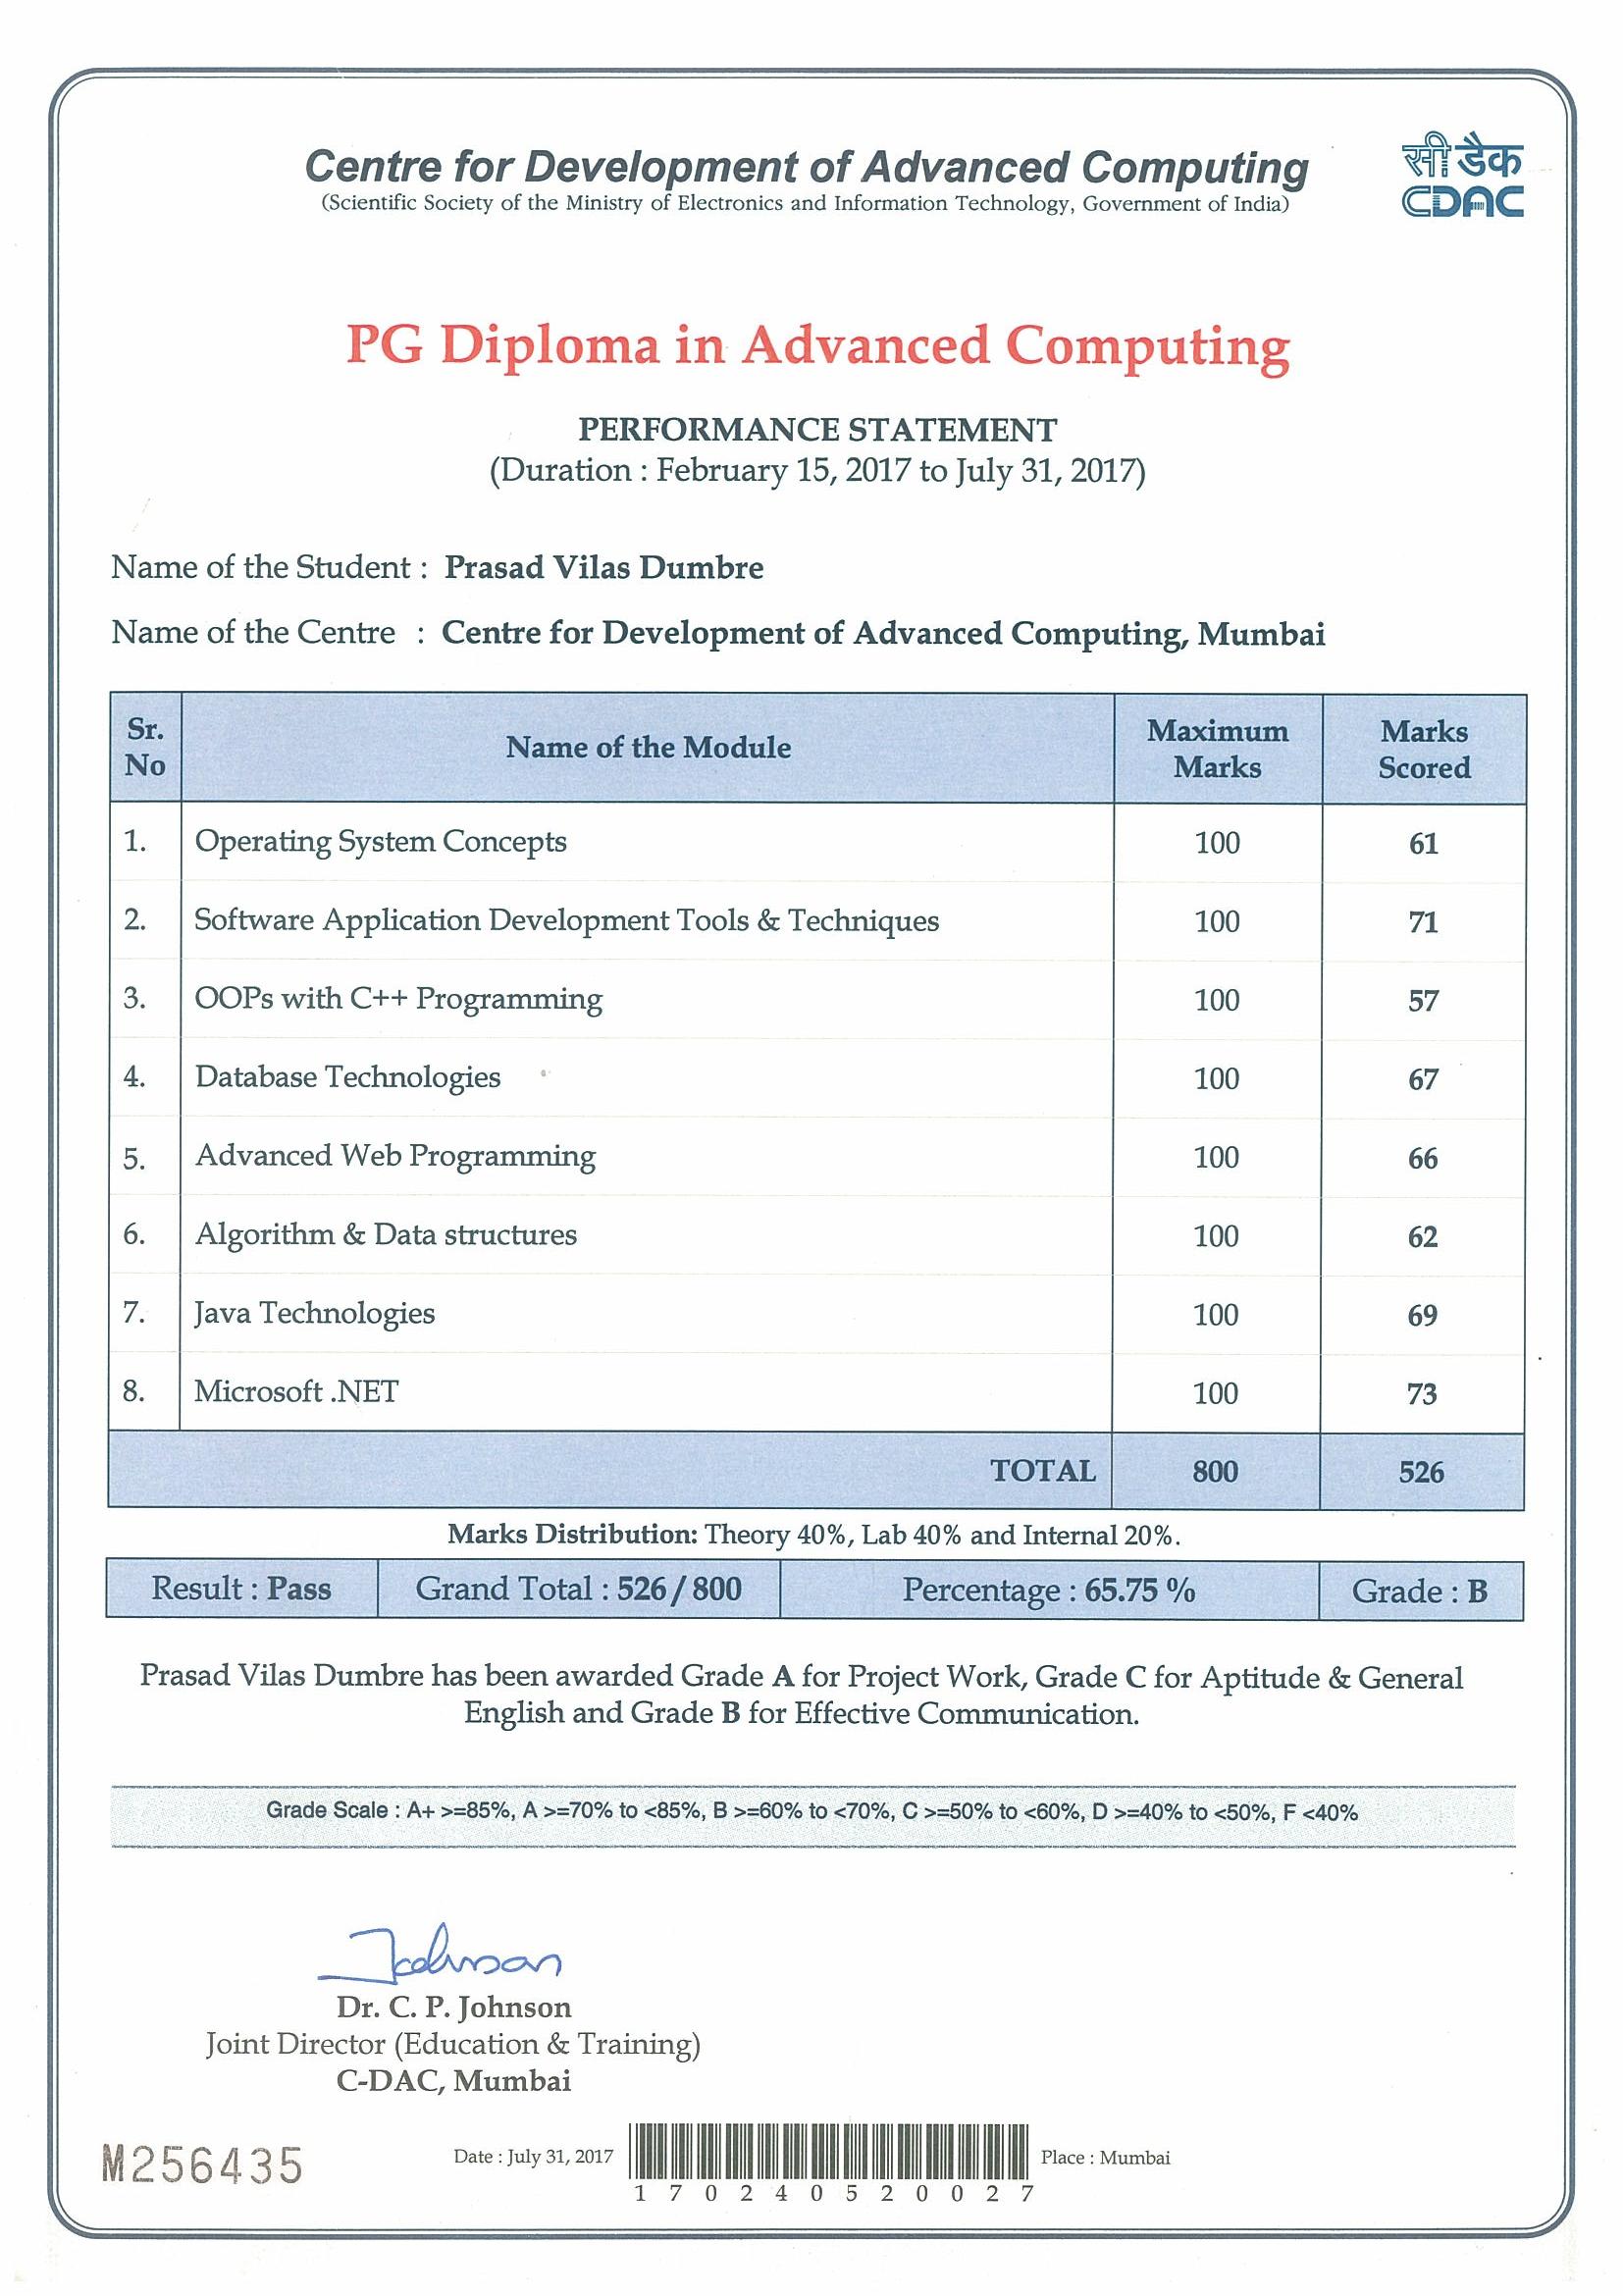 Centre for Development of Advanced Computing
(Scientific Society of the Ministry of Electronics and Information Technology, Government of India)
सी डैक
CDAC
PG Diploma in Advanced Computing
PERFORMANCE STATEMENT
(Duration : February 15, 2017 to July 31, 2017)
Name of the Student : Prasad Vilas Dumbre
Name of the Centre : Centre for Development of Advanced Computing, Mumbai
Sr. No Name of the Module Maximum Marks Marks Scored
1. Operating System Concepts 100 61
2. Software Application Development Tools & Techniques 100 71
3. OOPs with C++ Programming 100 57
4. Database Technologies 100 67
5. Advanced Web Programming 100 66
6. Algorithm & Data structures 100 62
7. Java Technologies 100 69
8. Microsoft .NET 100 73
TOTAL 800 526
Marks Distribution: Theory 40%, Lab 40% and Internal 20%.
Result : Pass Grand Total : 526 / 800 Percentage : 65.75 % Grade : B
Prasad Vilas Dumbre has been awarded Grade A for Project Work, Grade C for Aptitude & General
English and Grade B for Effective Communication.
Grade Scale : A+ >=85%, A >=70% to <85%, B >=60% to <70%, C >=50% to <60%, D >=40% to <50%, F <40%
Johnson
Dr. C. P. Johnson
Joint Director (Education & Training)
C-DAC, Mumbai
M256435
Date : July 31, 2017
1 7 0 2 4 0 5 2 0 0 2 7
Place : Mumbai